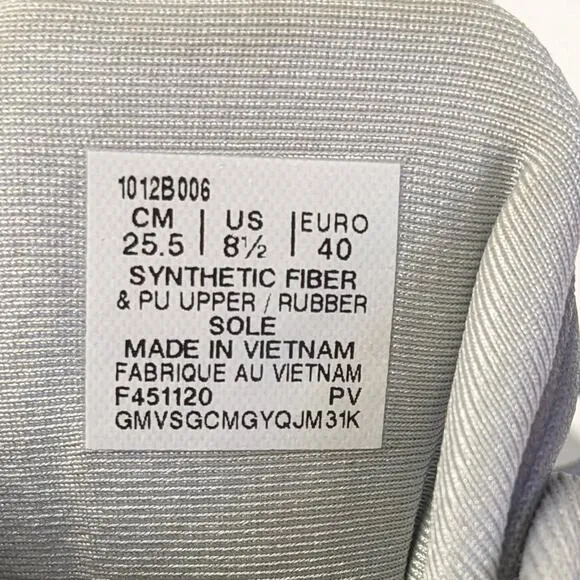 1012B006
CM | US | EURO
25.5 | 8½ | 40
SYNTHETIC FIBER
& PU UPPER / RUBBER
SOLE
MADE IN VIETNAM
FABRIQUE AU VIETNAM
F451120 PV
GMVSGCMGYQJM31K